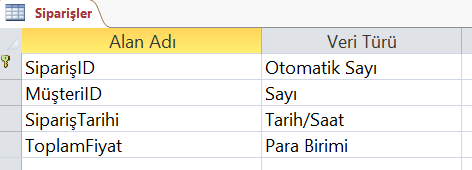 Siparişler
Alan Adı Veri Türü
SiparişID Otomatik Sayı
MüşteriID Sayı
SiparişTarihi Tarih/Saat
ToplamFiyat Para Birimi